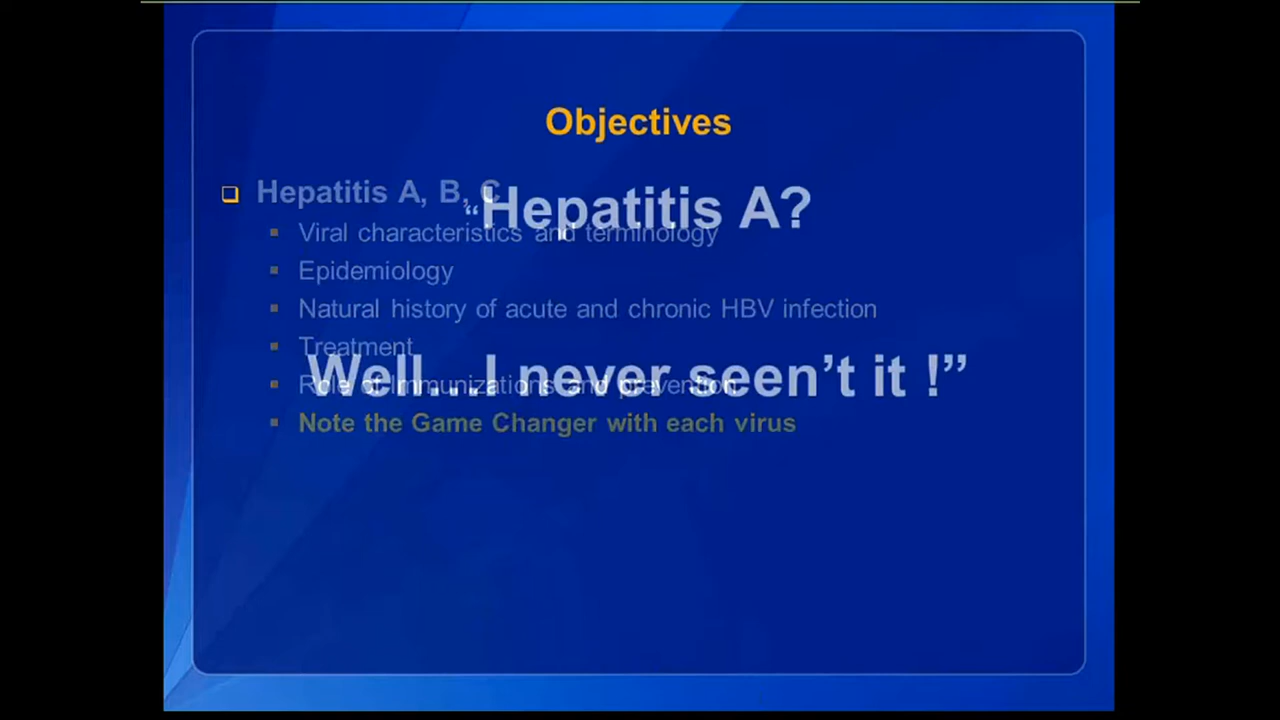 Objectives
Hepatitis A, B, C
“Hepatitis A?
Viral characteristics and terminology
Epidemiology
Natural history of acute and chronic HBV infection
Treatment
Well…I never seen’t it !”
Role of Immunizations and prevention
Note the Game Changer with each virus